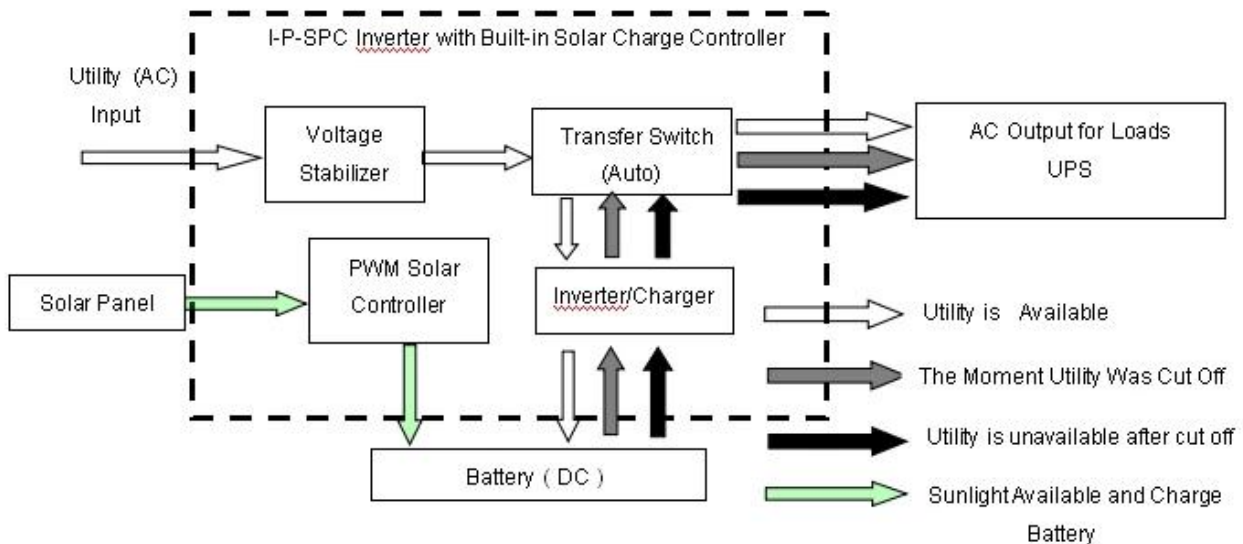 I-P-SPC Inverter with Built-in Solar Charge Controller
Utility (AC)
Input
Voltage
Stabilizer
Transfer Switch
(Auto)
AC Output for Loads
UPS
PWM Solar
Controller
Solar Panel
Inverter/Charger
Battery ( DC )
Utility is Available
The Moment Utility Was Cut Off
Utility is unavailable after cut off
Sunlight Available and Charge
Battery